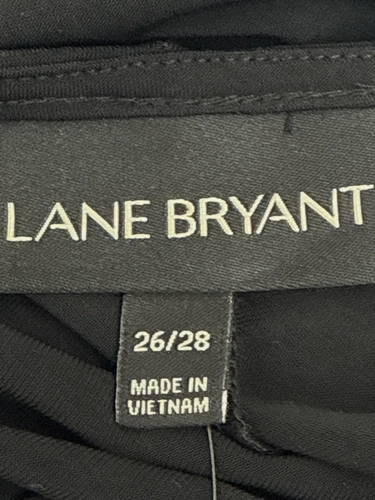 LANE BRYANT
26/28
MADE IN
VIETNAM